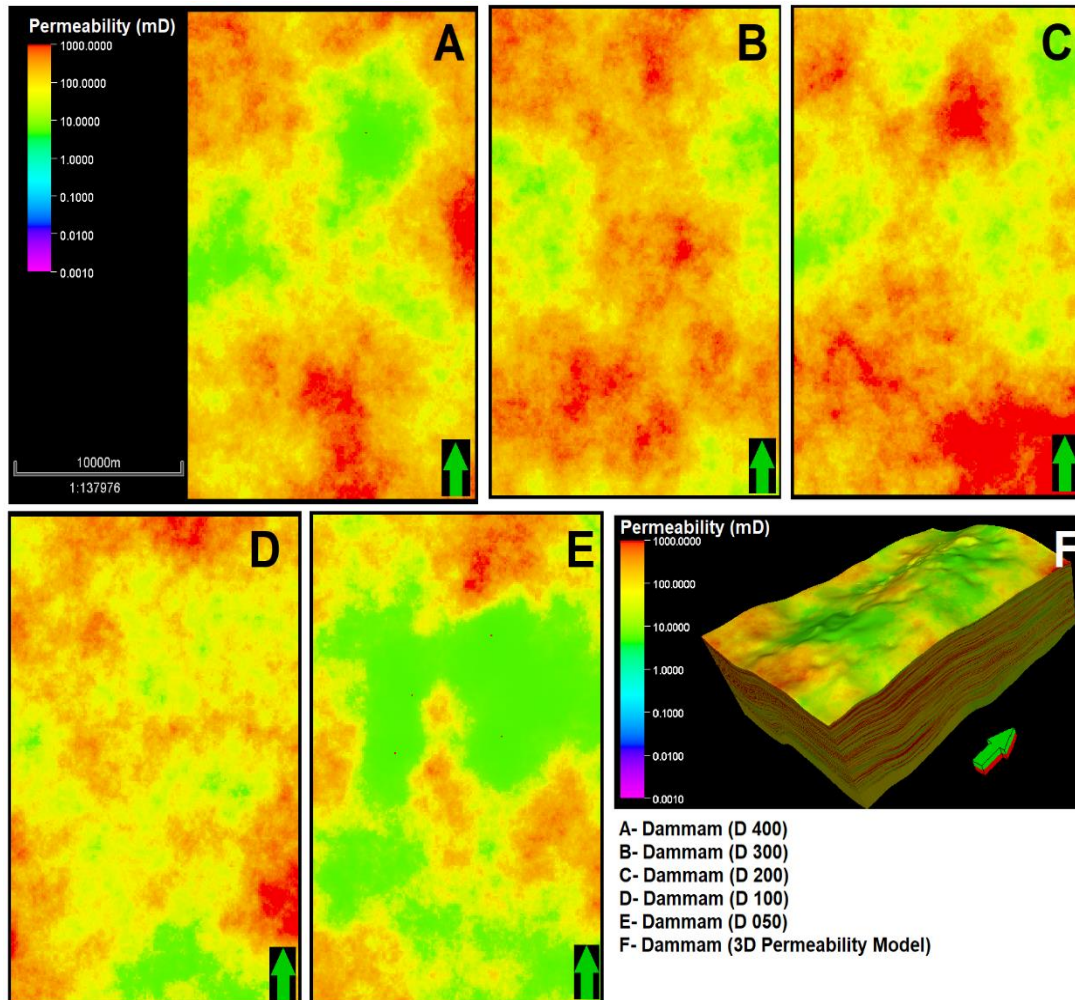 Permeability (mD)
1000.0000
100.0000
10.0000
1.0000
0.1000
0.0100
0.0010
10000m
1:137976
A
B
C
D
E
Permeability (mD)
1000.0000
100.0000
10.0000
1.0000
0.1000
0.0100
0.0010
F
A- Dammam (D 400)
B- Dammam (D 300)
C- Dammam (D 200)
D- Dammam (D 100)
E- Dammam (D 050)
F- Dammam (3D Permeability Model)